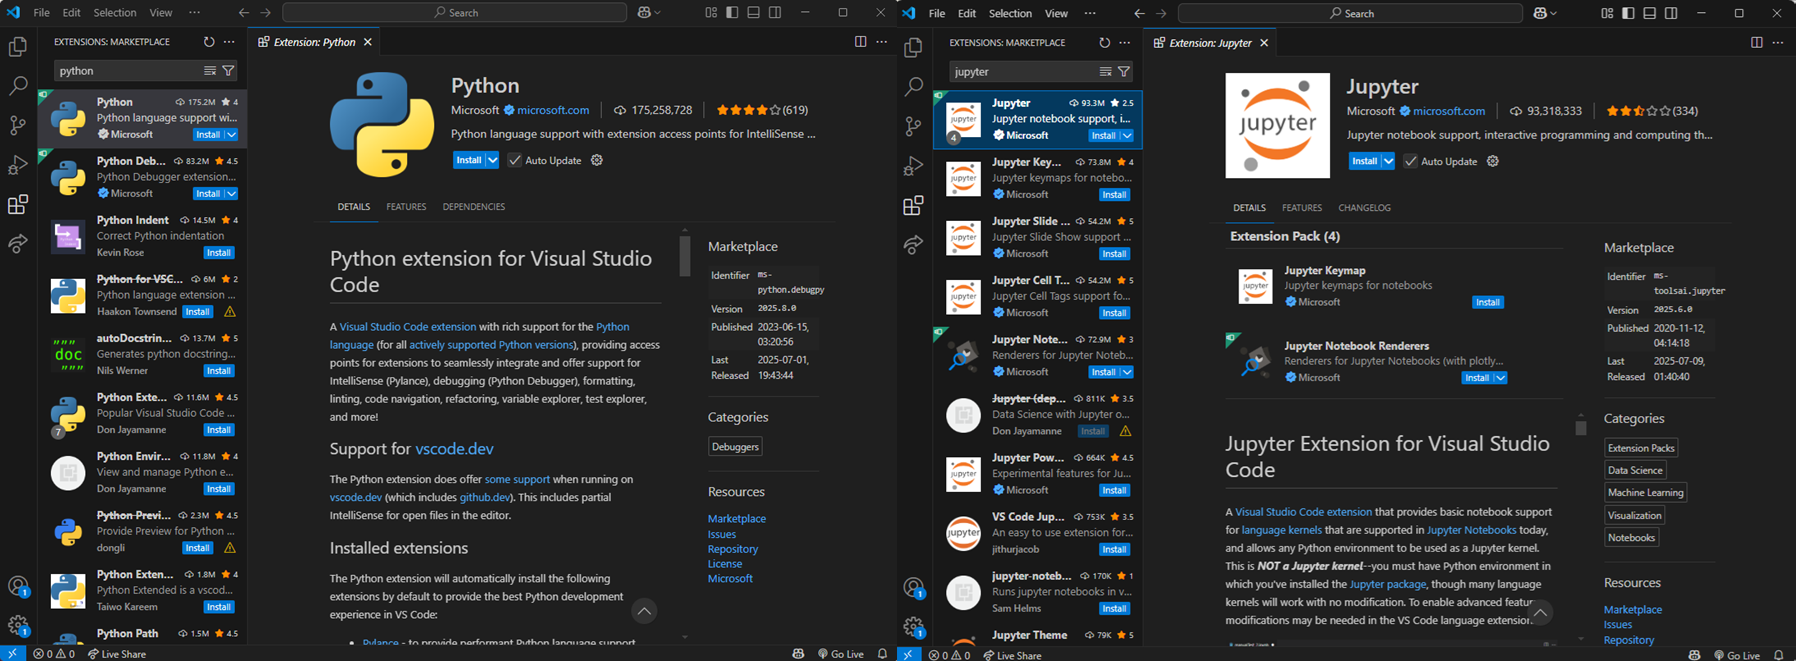 File Edit Selection View ··· Search
EXTENSIONS: MARKETPLACE
python
Python 175.2M 4
Python language support wi...
Microsoft Install
Python Deb... 83.2M 4.5
Python Debugger extension...
Microsoft Install
Python Indent 14.5M 4
Correct Python indentation
Kevin Rose Install
Python for VSC... 6M 2
Python language extension ...
Haakon Townsend Install
autoDocstrin... 13.7M 5
Generates python docstring...
Nils Werner Install
Python Exte... 11.6M 4.5
Popular Visual Studio Code ...
7 Don Jayamanne Install
Python Envir... 11.8M 4
View and manage Python e...
Don Jayamanne Install
Python Previ... 2.3M 4.5
Provide Preview for Python ...
dongli Install
Python Exten... 1.8M 4
Python Extended is a vscod...
Taiwo Kareem Install
Python Path 1.5M 4.5
Extension: Python
Python
Microsoft microsoft.com 175,258,728 (619)
Python language support with extension access points for IntelliSense ...
Install Auto Update
DETAILS FEATURES DEPENDENCIES
Python extension for Visual Studio
Code
A Visual Studio Code extension with rich support for the Python
language (for all actively supported Python versions), providing access
points for extensions to seamlessly integrate and offer support for
IntelliSense (Pylance), debugging (Python Debugger), formatting,
linting, code navigation, refactoring, variable explorer, test explorer,
and more!
Support for vscode.dev
The Python extension does offer some support when running on
vscode.dev (which includes github.dev). This includes partial
IntelliSense for open files in the editor.
Installed extensions
The Python extension will automatically install the following
extensions by default to provide the best Python development
experience in VS Code:
• Pylance - to provide performant Python language support
Marketplace
Identifier ms-
python.debugpy
Version 2025.8.0
Published 2023-06-15,
03:20:56
Last 2025-07-01,
Released 19:43:44
Categories
Debuggers
Resources
Marketplace
Issues
Repository
License
Microsoft
1
1
0 0 Live Share Go Live
File Edit Selection View ··· Search
EXTENSIONS: MARKETPLACE
jupyter
Jupyter 93.3M 2.5
Jupyter notebook support, i...
4 Microsoft Install
Jupyter Key... 73.8M 4
Jupyter keymaps for notebo...
Microsoft Install
Jupyter Slide ... 54.2M 5
Jupyter Slide Show support ...
Microsoft Install
Jupyter Cell T... 54.2M 5
Jupyter Cell Tags support fo...
Microsoft Install
Jupyter Note... 72.9M 3
Renderers for Jupyter Noteb...
Microsoft Install
Jupyter (dep... 811K 3.5
Data Science with Jupyter o...
Don Jayamanne Install
Jupyter Pow... 664K 4.5
Experimental features for Ju...
Microsoft Install
VS Code Jup... 753K 3.5
An easy to use extension for...
jithurjacob Install
jupyter-noteb... 170K 1
Runs jupyter notebooks in v...
Sam Helms Install
Jupyter Theme 79K 5
Extension: Jupyter
jupyter
Jupyter
Microsoft microsoft.com 93,318,333 (334)
Jupyter notebook support, interactive programming and computing th...
Install Auto Update
DETAILS FEATURES CHANGELOG
Extension Pack (4)
Jupyter Keymap
Jupyter keymaps for notebooks
Microsoft Install
Jupyter Notebook Renderers
Renderers for Jupyter Notebooks (with plotly...
Microsoft Install
Jupyter Extension for Visual Studio
Code
A Visual Studio Code extension that provides basic notebook support
for language kernels that are supported in Jupyter Notebooks today,
and allows any Python environment to be used as a Jupyter kernel.
This is NOT a Jupyter kernel--you must have Python environment in
which you've installed the Jupyter package, though many language
kernels will work with no modification. To enable advanced features,
modifications may be needed in the VS Code language extensions.
Marketplace
Identifier ms-
toolsai.jupyter
Version 2025.6.0
Published 2020-11-12,
04:14:18
Last 2025-07-09,
Released 01:40:40
Categories
Extension Packs
Data Science
Machine Learning
Visualization
Notebooks
Resources
Marketplace
Issues
Repository
1
1
0 0 Live Share Go Live